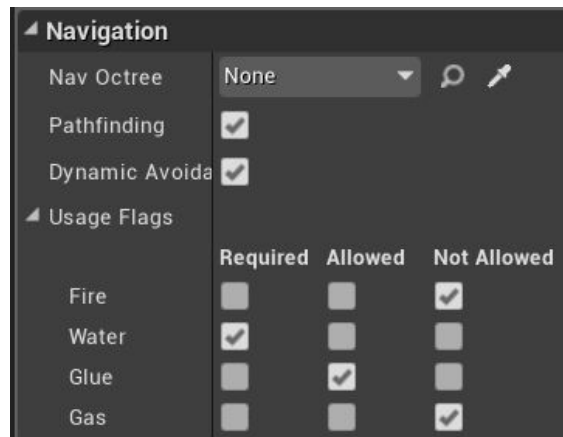 Navigation
Nav Octree None
Pathfinding
Dynamic Avoida
Usage Flags
Required Allowed Not Allowed
Fire
Water
Glue
Gas